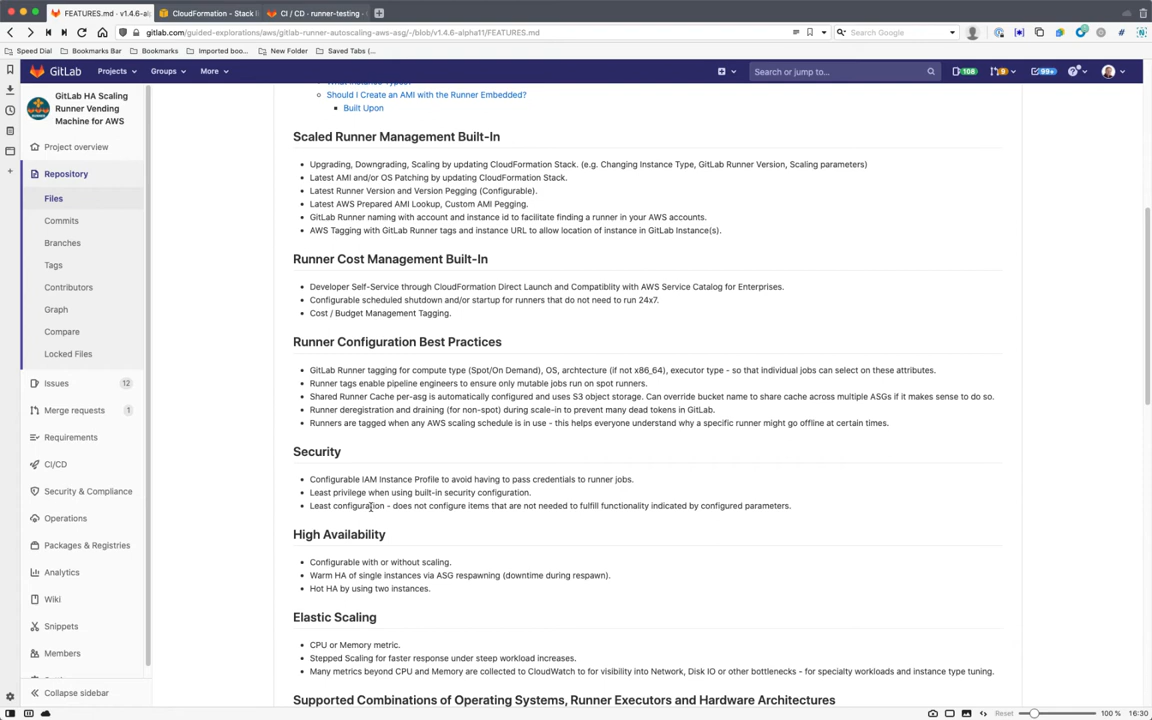 FEATURES.md - v1.4.6-alp
CloudFormation - Stack
CI / CD · runner-testing ·
gitlab.com/guided-explorations/aws/gitlab-runner-autoscaling-aws-asg/-/blob/v1.4.6-alpha11/FEATURES.md
Search Google
Speed Dial
Bookmarks Bar
Bookmarks
Imported boo...
New Folder
Saved Tabs (...
GitLab
Projects
Groups
More
Search or jump to...
108
9
99+
GitLab HA Scaling
Runner Vending
Machine for AWS
Project overview
Repository
Files
Commits
Branches
Tags
Contributors
Graph
Compare
Locked Files
Issues
12
Merge requests
1
Requirements
CI/CD
Security & Compliance
Operations
Packages & Registries
Analytics
Wiki
Snippets
Members
Collapse sidebar
Should I Create an AMI with the Runner Embedded?
Built Upon
Scaled Runner Management Built-In
Upgrading, Downgrading, Scaling by updating CloudFormation Stack. (e.g. Changing Instance Type, GitLab Runner Version, Scaling parameters)
Latest AMI and/or OS Patching by updating CloudFormation Stack.
Latest Runner Version and Version Pegging (Configurable).
Latest AWS Prepared AMI Lookup, Custom AMI Pegging.
GitLab Runner naming with account and instance id to facilitate finding a runner in your AWS accounts.
AWS Tagging with GitLab Runner tags and instance URL to allow location of instance in GitLab Instance(s).
Runner Cost Management Built-In
Developer Self-Service through CloudFormation Direct Launch and Compatiblity with AWS Service Catalog for Enterprises.
Configurable scheduled shutdown and/or startup for runners that do not need to run 24x7.
Cost / Budget Management Tagging.
Runner Configuration Best Practices
GitLab Runner tagging for compute type (Spot/On Demand), OS, archtecture (if not x86_64), executor type - so that individual jobs can select on these attributes.
Runner tags enable pipeline engineers to ensure only mutable jobs run on spot runners.
Shared Runner Cache per-asg is automatically configured and uses S3 object storage. Can override bucket name to share cache across multiple ASGs if it makes sense to do so.
Runner deregistration and draining (for non-spot) during scale-in to prevent many dead tokens in GitLab.
Runners are tagged when any AWS scaling schedule is in use - this helps everyone understand why a specific runner might go offline at certain times.
Security
Configurable IAM Instance Profile to avoid having to pass credentials to runner jobs.
Least privilege when using built-in security configuration.
Least configuration - does not configure items that are not needed to fulfill functionality indicated by configured parameters.
High Availability
Configurable with or without scaling.
Warm HA of single instances via ASG respawning (downtime during respawn).
Hot HA by using two instances.
Elastic Scaling
CPU or Memory metric.
Stepped Scaling for faster response under steep workload increases.
Many metrics beyond CPU and Memory are collected to CloudWatch to for visibility into Network, Disk IO or other bottlenecks - for specialty workloads and instance type tuning.
Supported Combinations of Operating Systems, Runner Executors and Hardware Architectures
Reset
100 %
16:30